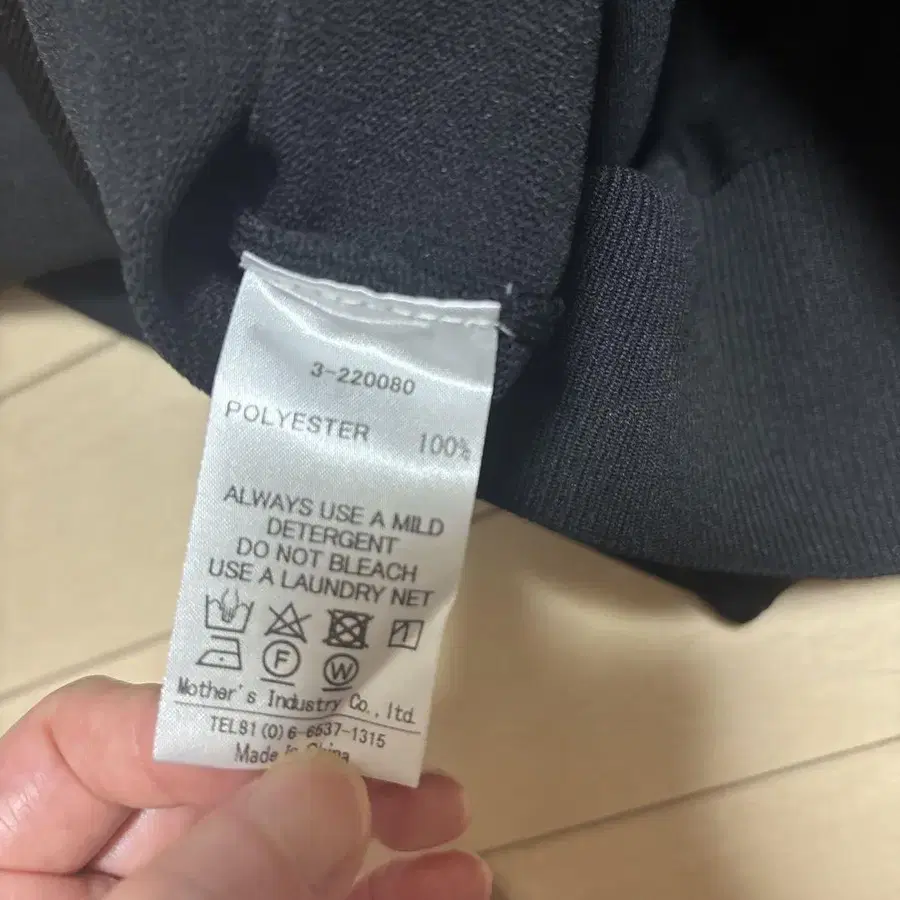 3-220080
POLYESTER 100%
ALWAYS USE A MILD
DETERGENT
DO NOT BLEACH
USE A LAUNDRY NET
F W
Mother's Industry Co., ltd.
TEL81(0)6-6537-1315
Made in China